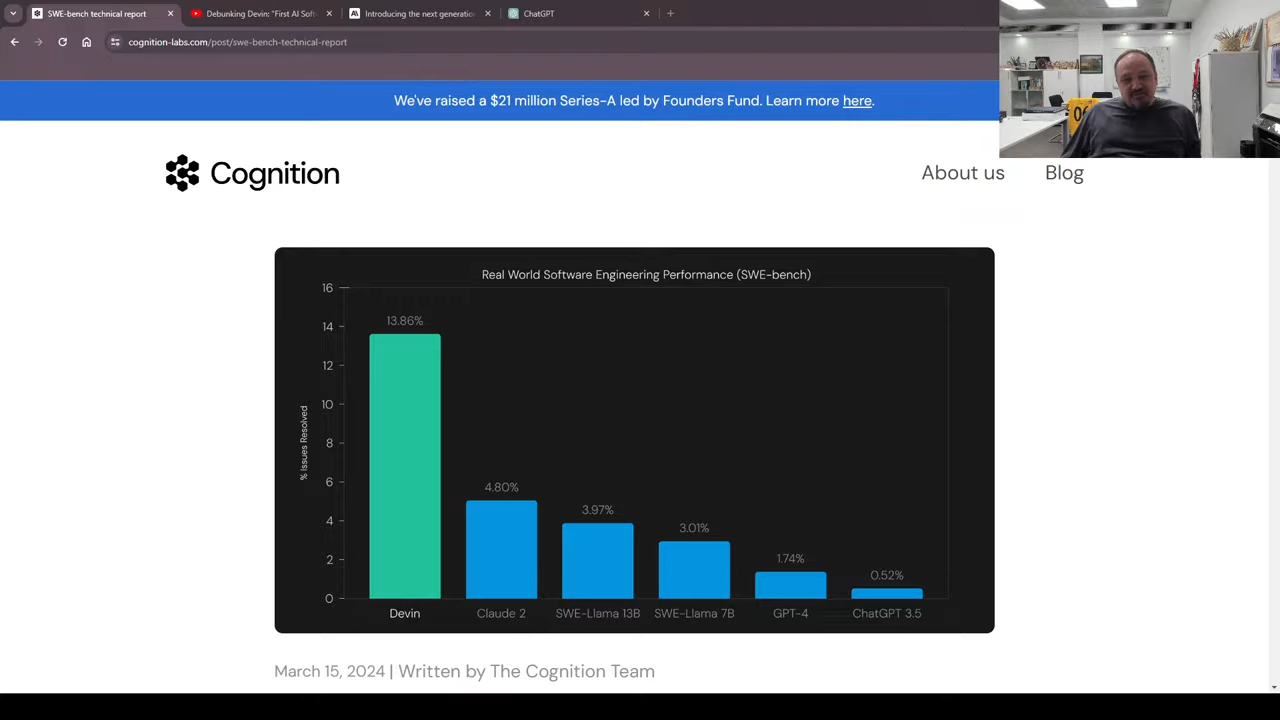 SWE-bench technical report
Debunking Devin: "First AI Soft
Introducing the next generation
ChatGPT
cognition-labs.com/post/swe-bench-technical-report
We've raised a $21 million Series-A led by Founders Fund. Learn more here.
Cognition
About us
Blog
Real World Software Engineering Performance (SWE-bench)
% Issues Resolved
16
14
12
10
8
6
4
2
0
13.86%
4.80%
3.97%
3.01%
1.74%
0.52%
Devin
Claude 2
SWE-Llama 13B
SWE-Llama 7B
GPT-4
ChatGPT 3.5
March 15, 2024 | Written by The Cognition Team